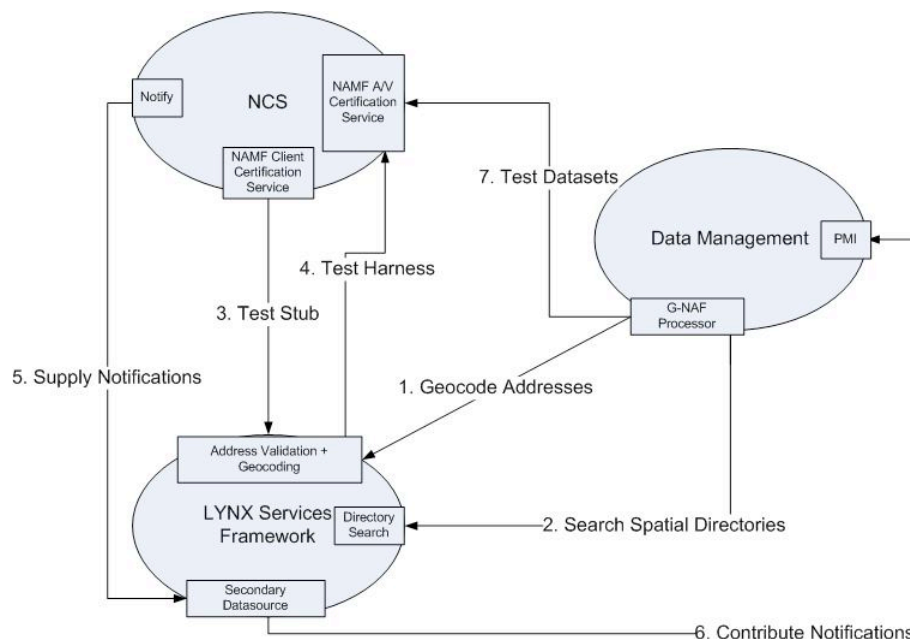 NCS
Notify
NAMF A/V
Certification
Service
NAMF Client
Certification
Service
7. Test Datasets
Data Management
PMI
G-NAF
Processor
4. Test Harness
3. Test Stub
5. Supply Notifications
1. Geocode Addresses
Address Validation +
Geocoding
LYNX Services
Framework
Directory
Search
2. Search Spatial Directories
Secondary
Datasource
6. Contribute Notifications